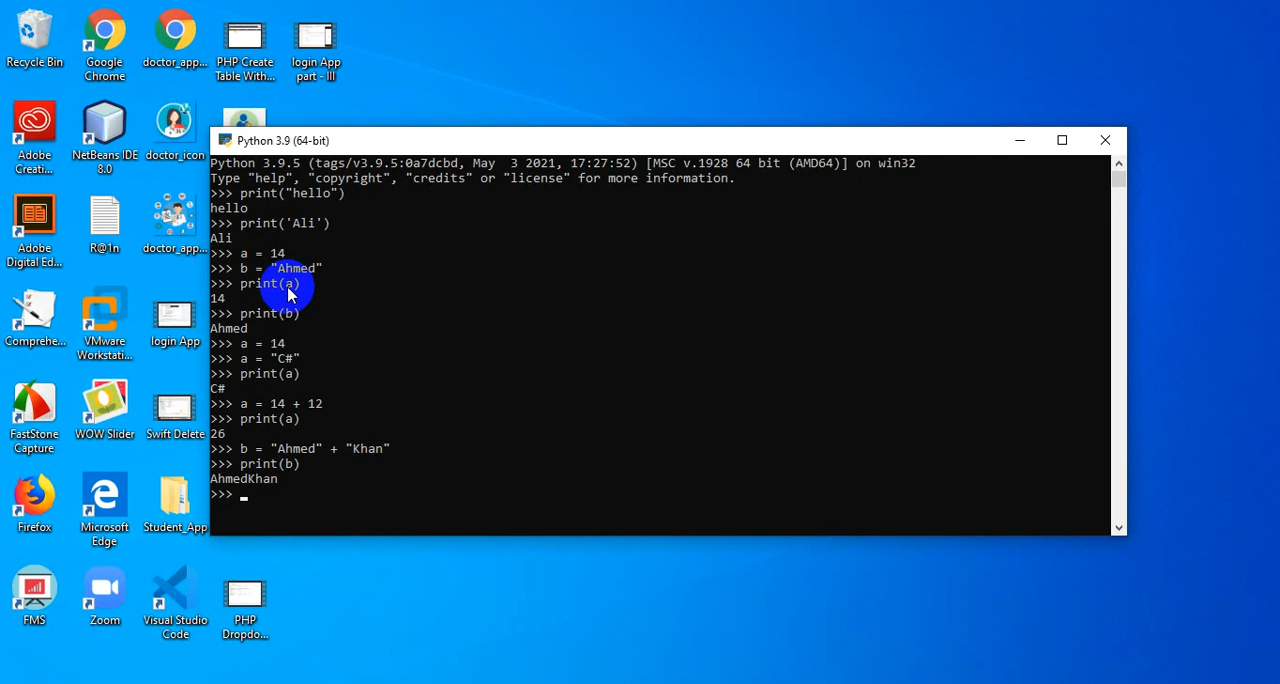 Recycle Bin
Google
Chrome
doctor_app...
PHP Create
Table With...
login App
part - III
Adobe
Creati...
NetBeans IDE
8.0
doctor_icon
Adobe
Digital Ed...
R@1n
doctor_app...
Comprehe...
VMware
Workstati...
login App
FastStone
Capture
WOW Slider
Swift Delete
Firefox
Microsoft
Edge
Student_App
FMS
Zoom
Visual Studio
Code
PHP
Dropdo...
Python 3.9 (64-bit)
Python 3.9.5 (tags/v3.9.5:0a7dcbd, May  3 2021, 17:27:52) [MSC v.1928 64 bit (AMD64)] on win32
Type "help", "copyright", "credits" or "license" for more information.
>>> print("hello")
hello
>>> print('Ali')
Ali
>>> a = 14
>>> b = "Ahmed"
>>> print(a)
14
>>> print(b)
Ahmed
>>> a = 14
>>> a = "C#"
>>> print(a)
C#
>>> a = 14 + 12
>>> print(a)
26
>>> b = "Ahmed" + "Khan"
>>> print(b)
AhmedKhan
>>> _